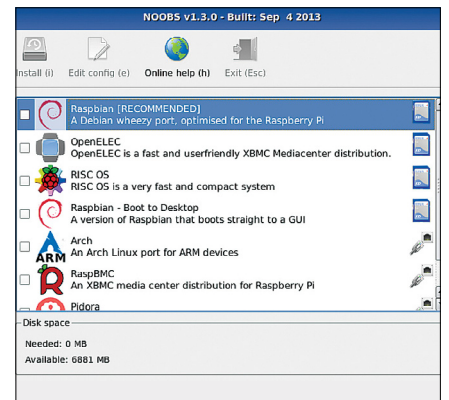 NOOBS v1.3.0 - Built: Sep 4 2013
nstall (i) Edit config (e) Online help (h) Exit (Esc)
Raspbian [RECOMMENDED]
A Debian wheezy port, optimised for the Raspberry Pi
OpenELEC
OpenELEC is a fast and userfriendly XBMC Mediacenter distribution.
RISC OS
RISC OS is a very fast and compact system
Raspbian - Boot to Desktop
A version of Raspbian that boots straight to a GUI
ARM
Arch
An Arch Linux port for ARM devices
RaspBMC
An XBMC media center distribution for Raspberry Pi
Pidora
Disk space
Needed: 0 MB
Available: 6881 MB